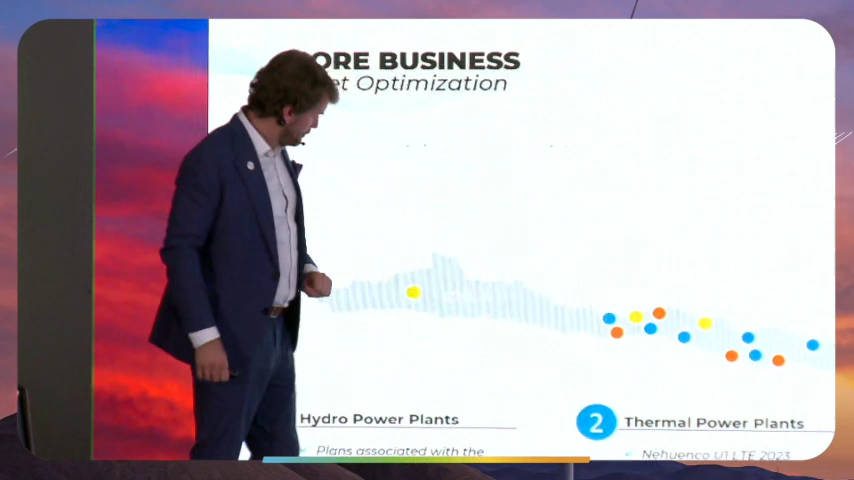 ORE BUSINESS
et Optimization
Hydro Power Plants
Plans associated with the
2 Thermal Power Plants
Nehuenco U1 LTE 2023